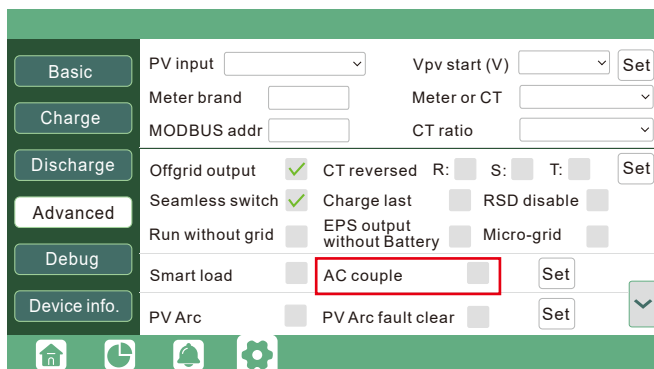 Basic
Charge
Discharge
Advanced
Debug
Device info.
PV input Vpv start (V) Set
Meter brand Meter or CT
MODBUS addr CT ratio
Offgrid output CT reversed R: S: T: Set
Seamless switch Charge last RSD disable
Run without grid EPS output without Battery Micro-grid
Smart load AC couple Set
PV Arc PV Arc fault clear Set